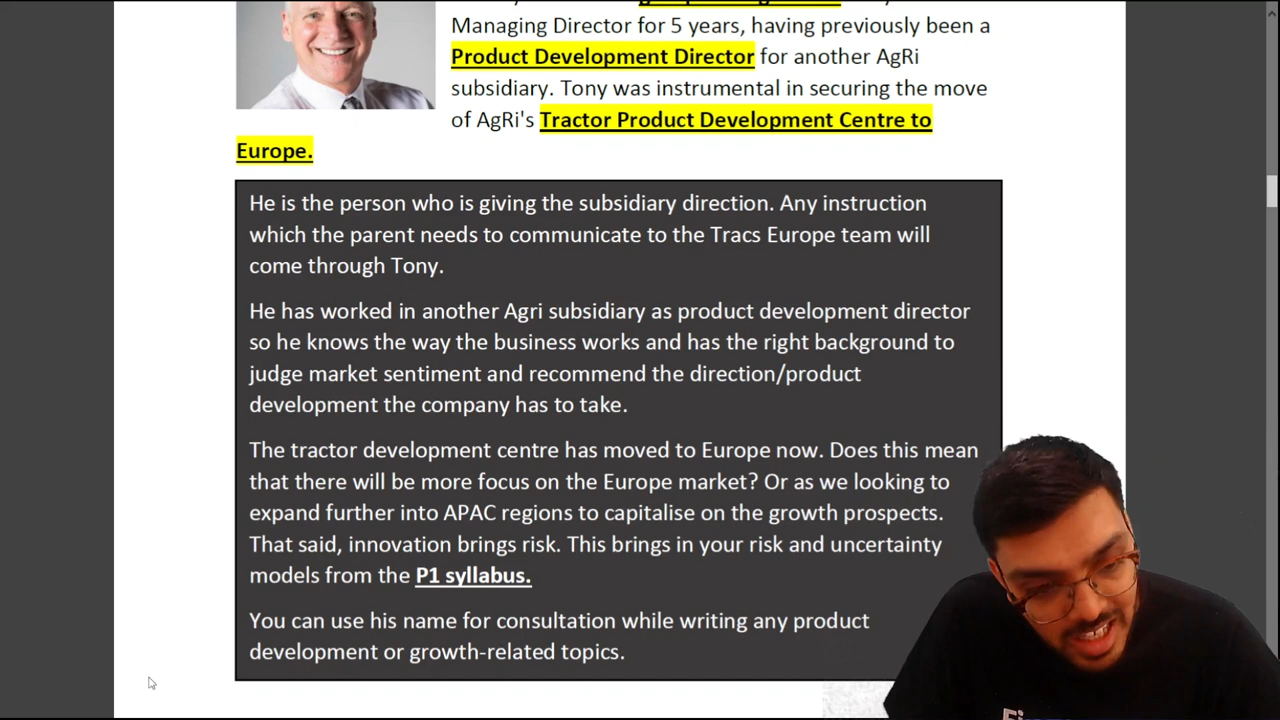 Managing Director for 5 years, having previously been a
Product Development Director for another AgRi
subsidiary. Tony was instrumental in securing the move
of AgRi's Tractor Product Development Centre to
Europe.
He is the person who is giving the subsidiary direction. Any instruction
which the parent needs to communicate to the Tracs Europe team will
come through Tony.
He has worked in another Agri subsidiary as product development director
so he knows the way the business works and has the right background to
judge market sentiment and recommend the direction/product
development the company has to take.
The tractor development centre has moved to Europe now. Does this mean
that there will be more focus on the Europe market? Or as we looking to
expand further into APAC regions to capitalise on the growth prospects.
That said, innovation brings risk. This brings in your risk and uncertainty
models from the P1 syllabus.
You can use his name for consultation while writing any product
development or growth-related topics.